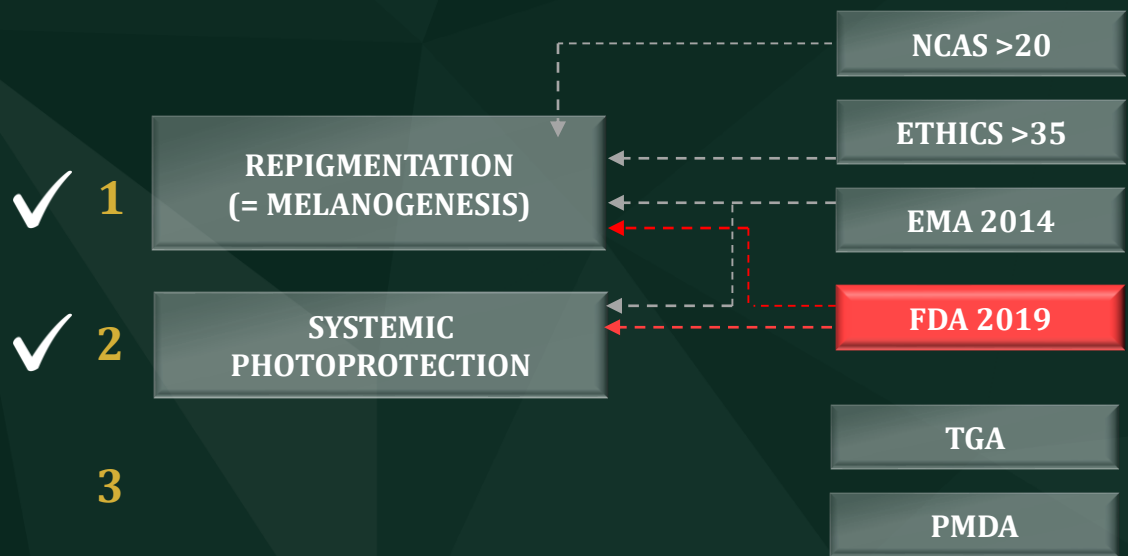 NCAS >20
ETHICS >35
1
REPIGMENTATION
(= MELANOGENESIS)
EMA 2014
2
SYSTEMIC
PHOTOPROTECTION
FDA 2019
TGA
3
PMDA